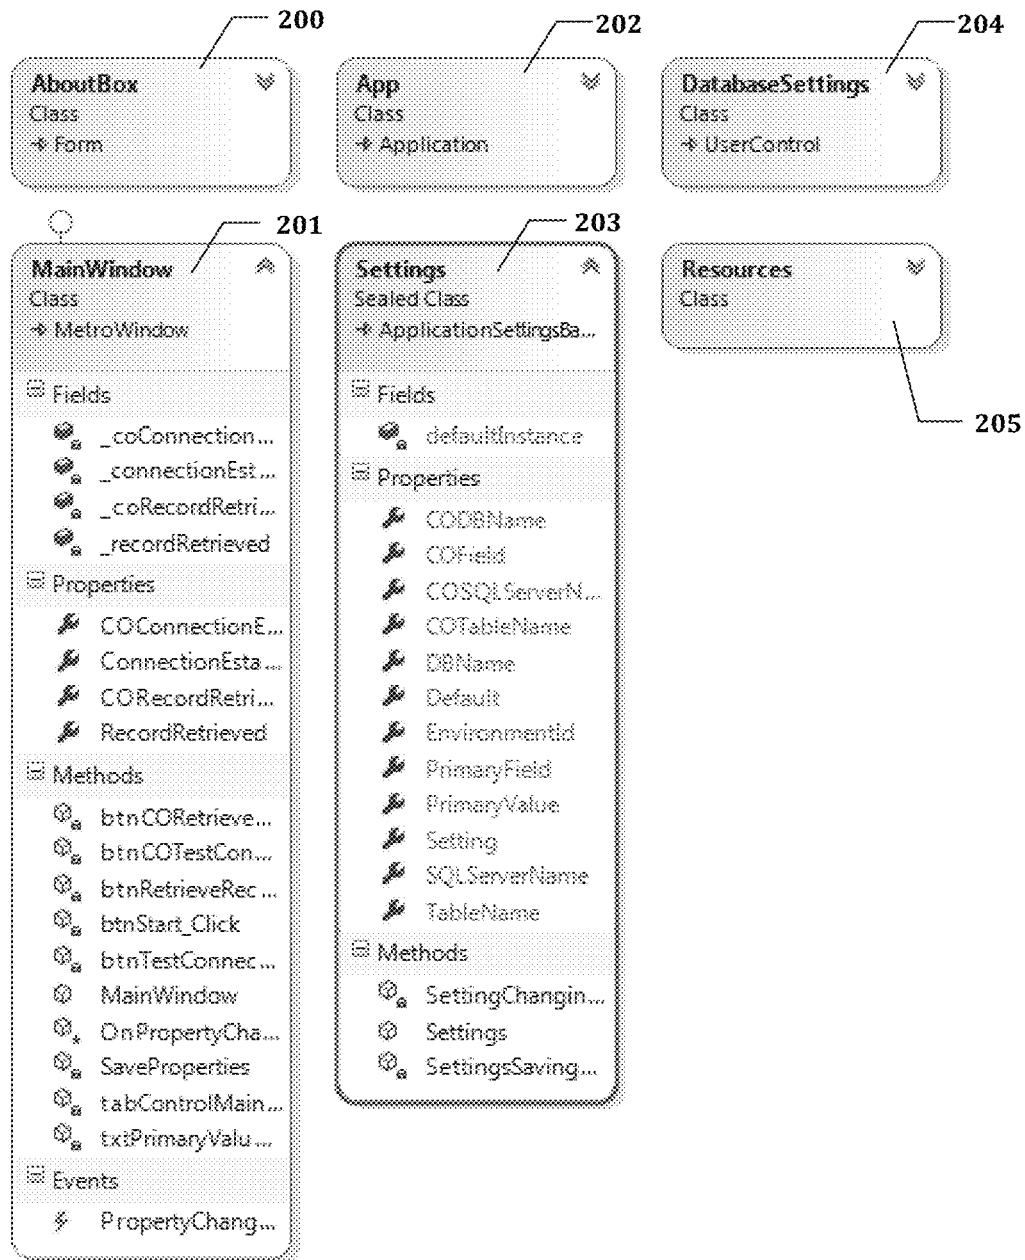 200
AboutBox
Class
Form
202
App
Class
Application
204
DatabaseSettings
Class
UserControl
201
MainWindow
Class
MetroWindow
Fields
_coConnection...
_connectionEst...
_coRecordRetri...
_recordRetrieved
Properties
COConnectionE...
ConnectionEsta...
CORecordRetri...
RecordRetrieved
Methods
btnCORetrieve...
btnCOTestCon...
btnRetrieveRec...
btnStart_Click
btnTestConnec...
MainWindow
OnPropertyCha...
SaveProperties
tabControlMain...
txtPrimaryValu...
Events
PropertyChang...
203
Settings
Sealed Class
ApplicationSettingsBa...
Fields
defaultInstance
Properties
CODBName
COField
COSQLServerN...
COTableName
DBName
Default
EnvironmentId
PrimaryField
PrimaryValue
Setting
SQLServerName
TableName
Methods
SettingChangin...
Settings
SettingsSaving...
Resources
Class
205